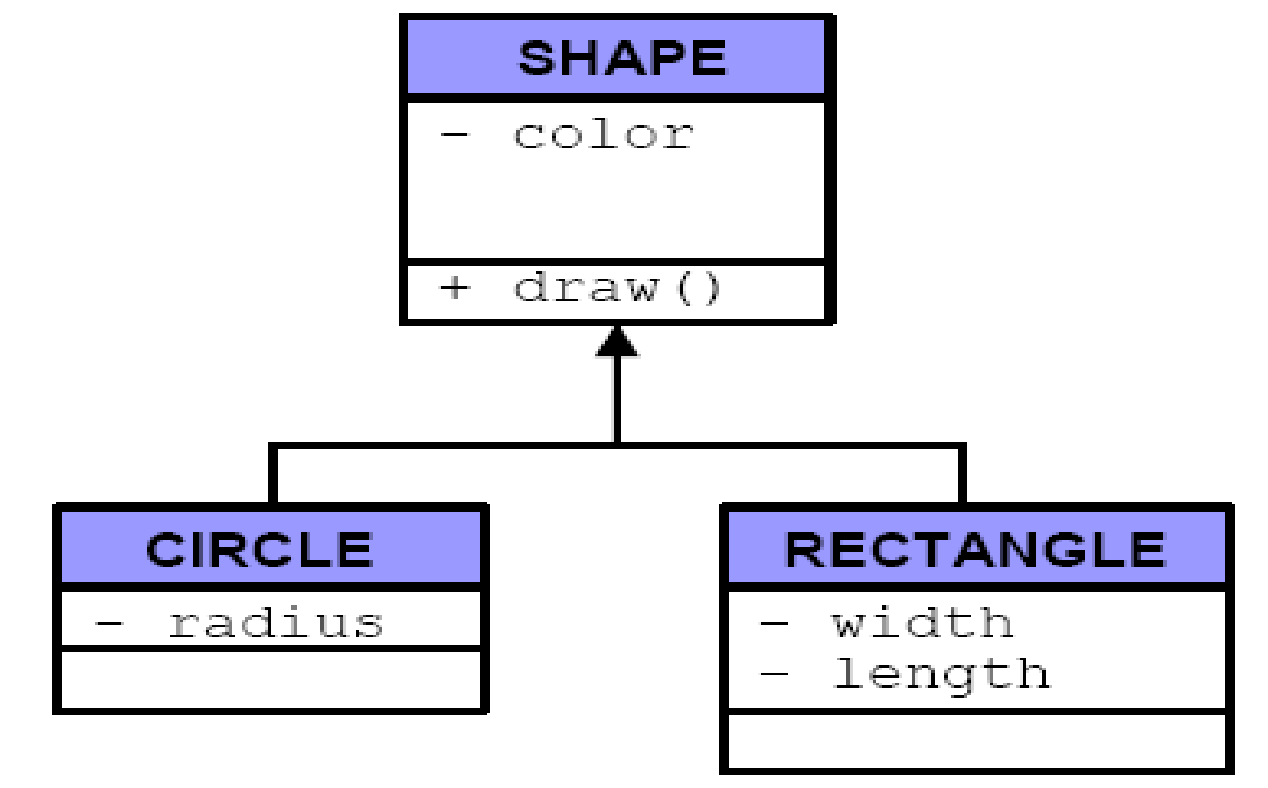 SHAPE
- color
+ draw()
CIRCLE
- radius
RECTANGLE
- width
- length